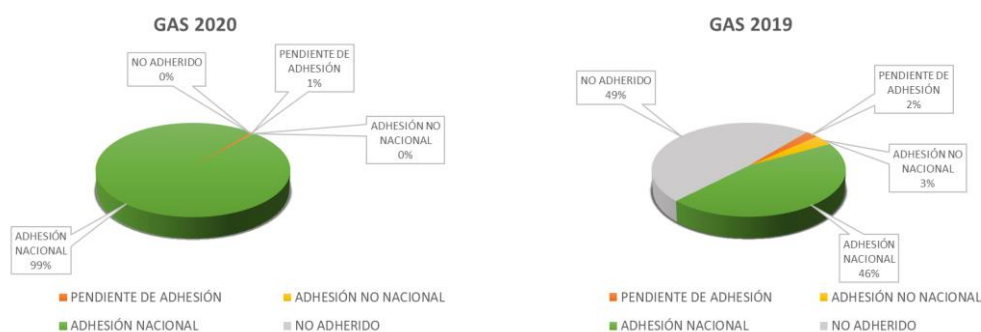 GAS 2020
NO ADHERIDO
0%
PENDIENTE DE
ADHESIÓN
1%
ADHESIÓN NO
NACIONAL
0%
ADHESIÓN
NACIONAL
99%
PENDIENTE DE ADHESIÓN
ADHESIÓN NO NACIONAL
ADHESIÓN NACIONAL
NO ADHERIDO
GAS 2019
NO ADHERIDO
49%
PENDIENTE DE
ADHESIÓN
2%
ADHESIÓN NO
NACIONAL
3%
ADHESIÓN
NACIONAL
46%
PENDIENTE DE ADHESIÓN
ADHESIÓN NO NACIONAL
ADHESIÓN NACIONAL
NO ADHERIDO